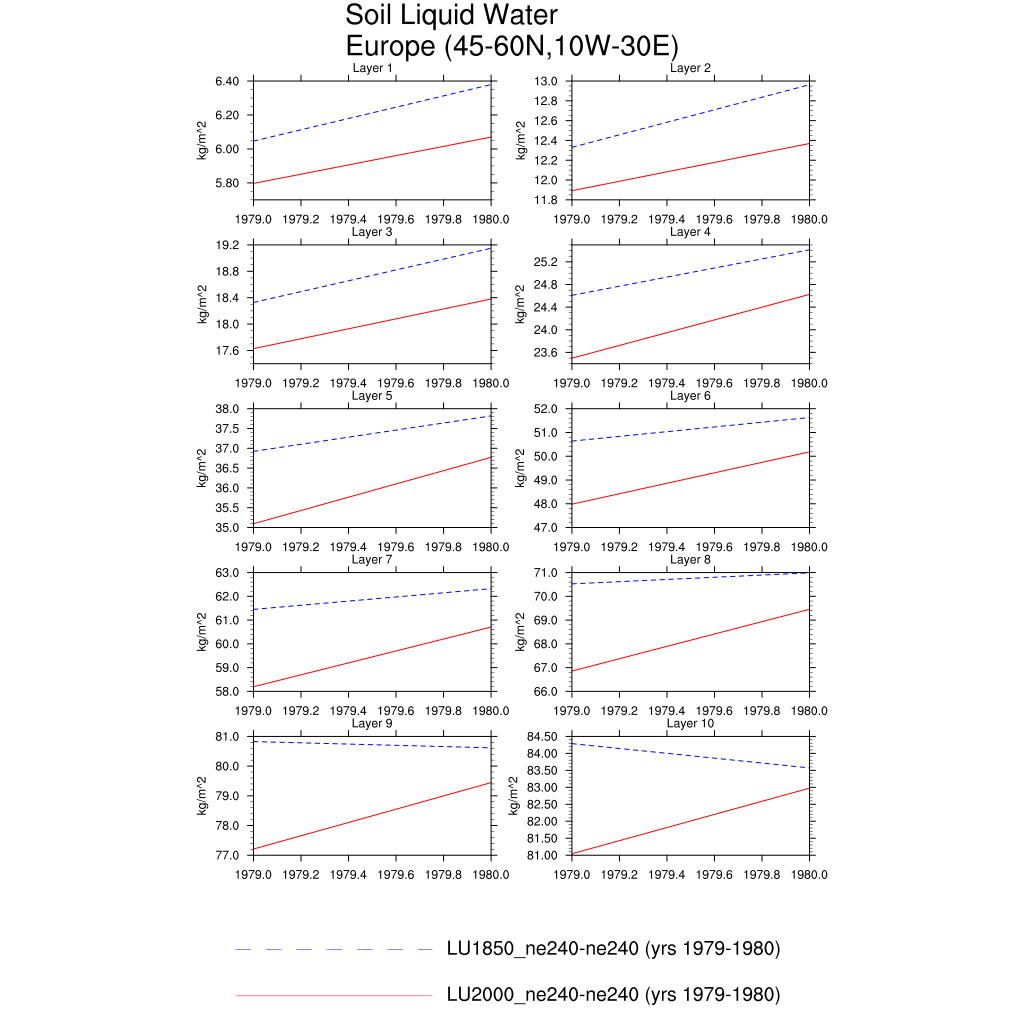 Soil Liquid Water
Europe (45-60N,10W-30E)
Layer 1
6.40
6.20
6.00
5.80
kg/m^2
1979.0 1979.2 1979.4 1979.6 1979.8 1980.0
Layer 2
13.0
12.8
12.6
12.4
12.2
12.0
11.8
kg/m^2
1979.0 1979.2 1979.4 1979.6 1979.8 1980.0
Layer 3
19.2
18.8
18.4
18.0
17.6
kg/m^2
1979.0 1979.2 1979.4 1979.6 1979.8 1980.0
Layer 4
25.2
24.8
24.4
24.0
23.6
kg/m^2
1979.0 1979.2 1979.4 1979.6 1979.8 1980.0
Layer 5
38.0
37.5
37.0
36.5
36.0
35.5
35.0
kg/m^2
1979.0 1979.2 1979.4 1979.6 1979.8 1980.0
Layer 6
52.0
51.0
50.0
49.0
48.0
47.0
kg/m^2
1979.0 1979.2 1979.4 1979.6 1979.8 1980.0
Layer 7
63.0
62.0
61.0
60.0
59.0
58.0
kg/m^2
1979.0 1979.2 1979.4 1979.6 1979.8 1980.0
Layer 8
71.0
70.0
69.0
68.0
67.0
66.0
kg/m^2
1979.0 1979.2 1979.4 1979.6 1979.8 1980.0
Layer 9
81.0
80.0
79.0
78.0
77.0
kg/m^2
1979.0 1979.2 1979.4 1979.6 1979.8 1980.0
Layer 10
84.50
84.00
83.50
83.00
82.50
82.00
81.50
81.00
kg/m^2
1979.0 1979.2 1979.4 1979.6 1979.8 1980.0
LU1850_ne240-ne240 (yrs 1979-1980)
LU2000_ne240-ne240 (yrs 1979-1980)